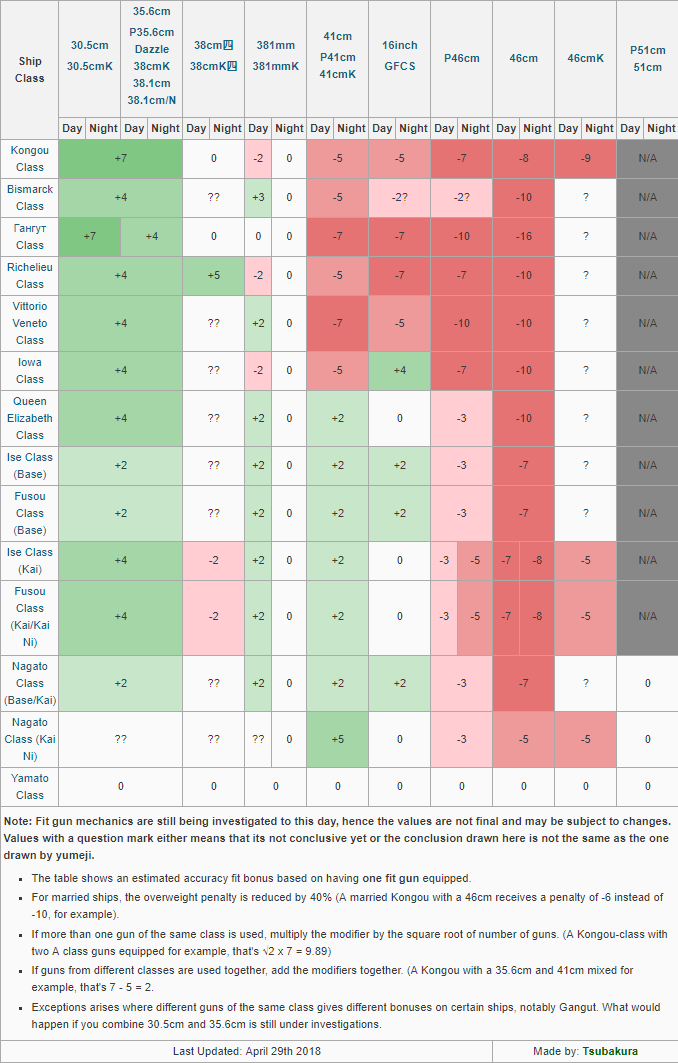 Ship Class
30.5cm
30.5cmK
35.6cm
P35.6cm
Dazzle
38cmK
38.1cm
38.1cm/N
38cm四
38cmK四
381mm
381mmK
41cm
P41cm
41cmK
16inch
GFCS
P46cm
46cm
46cmK
P51cm
51cm
Day Night Day Night Day Night Day Night Day Night Day Night Day Night Day Night Day Night Day Night
Kongou Class +7 0 -2 0 -5 -5 -7 -8 -9 N/A
Bismarck Class +4 ?? +3 0 -5 -2? -2? -10 ? N/A
Гангут Class +7 +4 0 0 0 -7 -7 -10 -16 ? N/A
Richelieu Class +4 +5 -2 0 -5 -7 -7 -10 ? N/A
Vittorio Veneto Class +4 ?? +2 0 -7 -5 -10 -10 ? N/A
Iowa Class +4 ?? -2 0 -5 +4 -7 -10 ? N/A
Queen Elizabeth Class +4 ?? +2 0 +2 0 -3 -10 ? N/A
Ise Class (Base) +2 ?? +2 0 +2 +2 -3 -7 ? N/A
Fusou Class (Base) +2 ?? +2 0 +2 +2 -3 -7 ? N/A
Ise Class (Kai) +4 -2 +2 0 +2 0 -3 -5 -7 -8 -5 N/A
Fusou Class (Kai/Kai Ni) +4 -2 +2 0 +2 0 -3 -5 -7 -8 -5 N/A
Nagato Class (Base/Kai) +2 ?? +2 0 +2 +2 -3 -7 ? 0
Nagato Class (Kai Ni) ?? ?? ?? 0 +5 0 -3 -5 -5 0
Yamato Class 0 0 0 0 0 0 0 0 0
Note: Fit gun mechanics are still being investigated to this day, hence the values are not final and may be subject to changes.
Values with a question mark either means that its not conclusive yet or the conclusion drawn here is not the same as the one
drawn by yumeji.
The table shows an estimated accuracy fit bonus based on having one fit gun equipped.
For married ships, the overweight penalty is reduced by 40% (A married Kongou with a 46cm receives a penalty of -6 instead of
-10, for example).
If more than one gun of the same class is used, multiply the modifier by the square root of number of guns. (A Kongou-class with
two A class guns equipped for example, that's √2 x 7 = 9.89)
If guns from different classes are used together, add the modifiers together. (A Kongou with a 35.6cm and 41cm mixed for
example, that's 7 - 5 = 2.
Exceptions arises where different guns of the same class gives different bonuses on certain ships, notably Gangut. What would
happen if you combine 30.5cm and 35.6cm is still under investigations.
Last Updated: April 29th 2018
Made by: Tsubakura